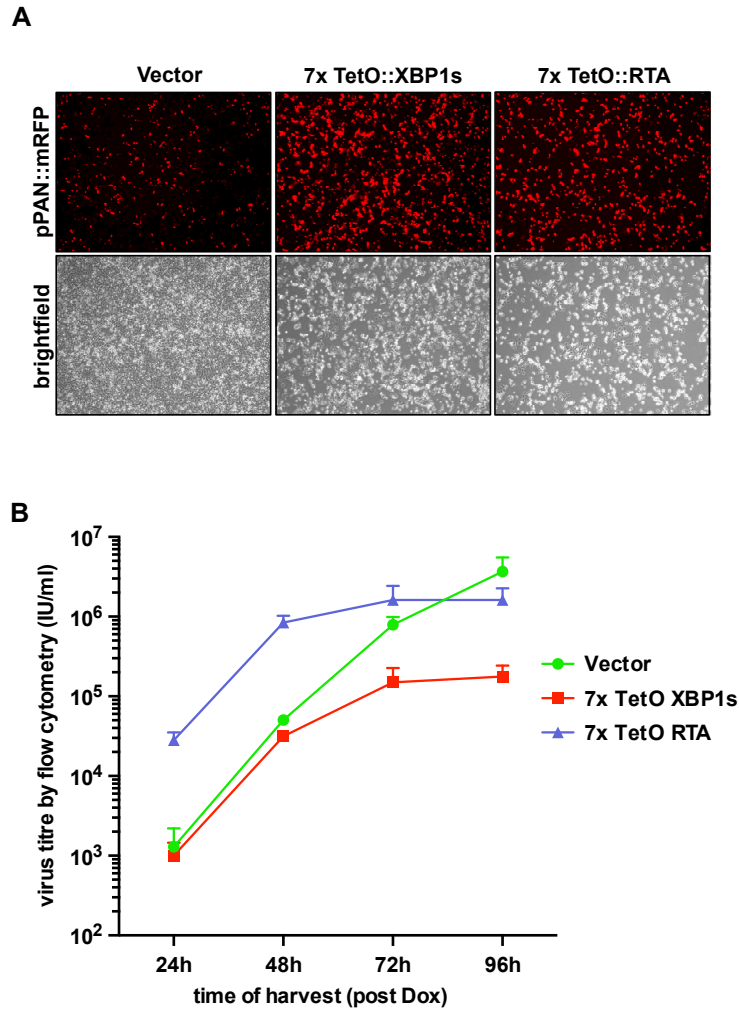 A
Vector
7x TetO::XBP1s
7x TetO::RTA
pPAN::mRFP
brightfield
B
virus titre by flow cytometry (IU/ml)
10⁷
10⁶
10⁵
10⁴
10³
10²
24h
48h
72h
96h
time of harvest (post Dox)
Vector
7x TetO XBP1s
7x TetO RTA